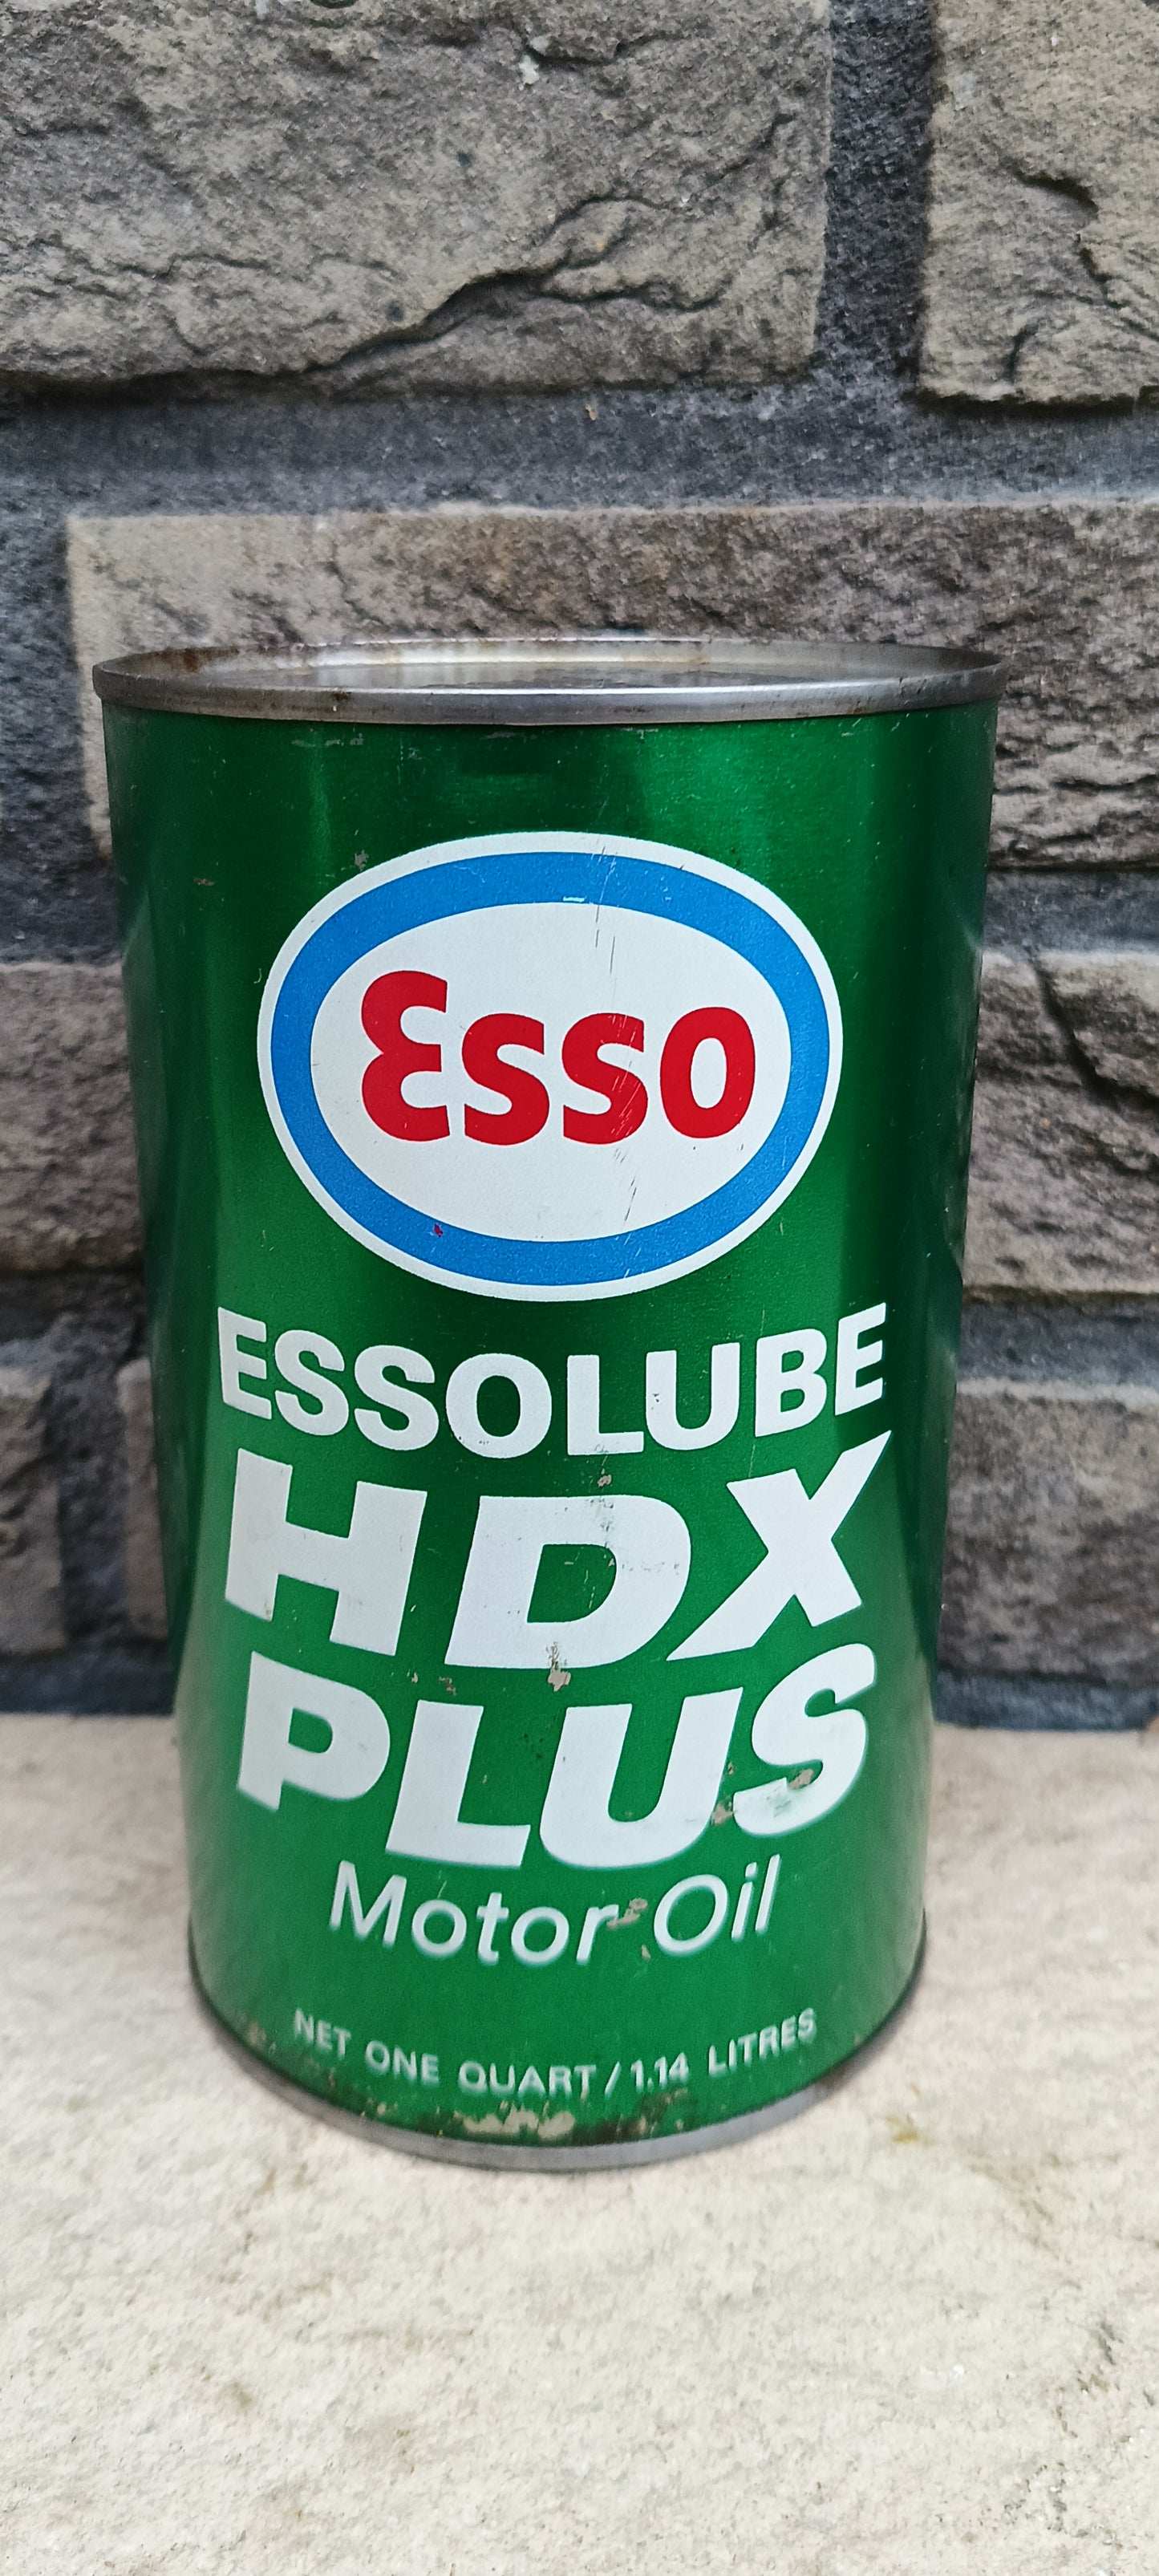 Esso
ESSOLUBE
HDX
PLUS
Motor Oil
NET ONE QUART / 1.14 LITRES